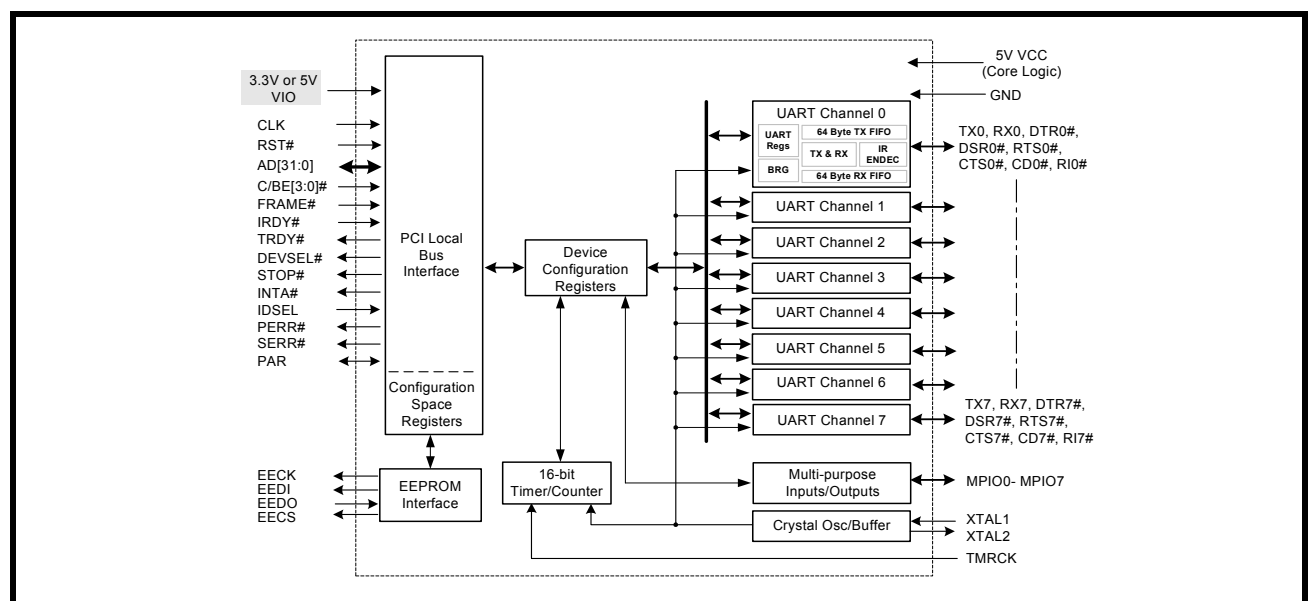 3.3V or 5V
VIO
CLK
RST#
AD[31:0]
C/BE[3:0]#
FRAME#
IRDY#
TRDY#
DEVSEL#
STOP#
INTA#
IDSEL
PERR#
SERR#
PAR
EECK
EEDI
EEDO
EECS
PCI Local
Bus
Interface
Configuration
Space
Registers
EEPROM
Interface
Device
Configuration
Registers
16-bit
Timer/Counter
UART Channel 0
UART
Regs
64 Byte TX FIFO
TX & RX
IR
ENDEC
BRG
64 Byte RX FIFO
UART Channel 1
UART Channel 2
UART Channel 3
UART Channel 4
UART Channel 5
UART Channel 6
UART Channel 7
Multi-purpose
Inputs/Outputs
Crystal Osc/Buffer
5V VCC
(Core Logic)
GND
TX0, RX0, DTR0#,
DSR0#, RTS0#,
CTS0#, CD0#, RI0#
TX7, RX7, DTR7#,
DSR7#, RTS7#,
CTS7#, CD7#, RI7#
MPIO0- MPIO7
XTAL1
XTAL2
TMRCK